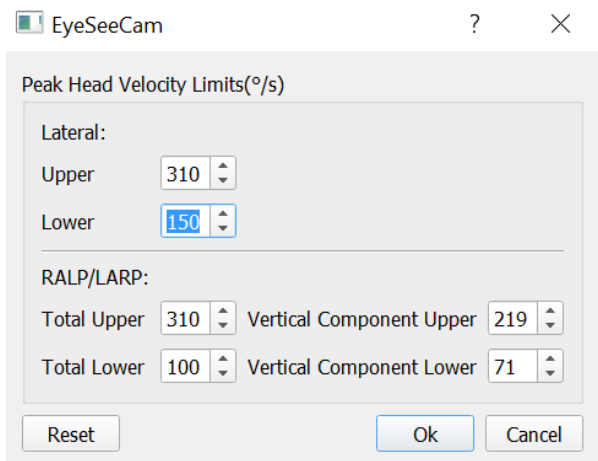 EyeSeeCam ?
Peak Head Velocity Limits(°/s)
Lateral:
Upper 310
Lower 150
RALP/LARP:
Total Upper 310 Vertical Component Upper 219
Total Lower 100 Vertical Component Lower 71
Reset Ok Cancel